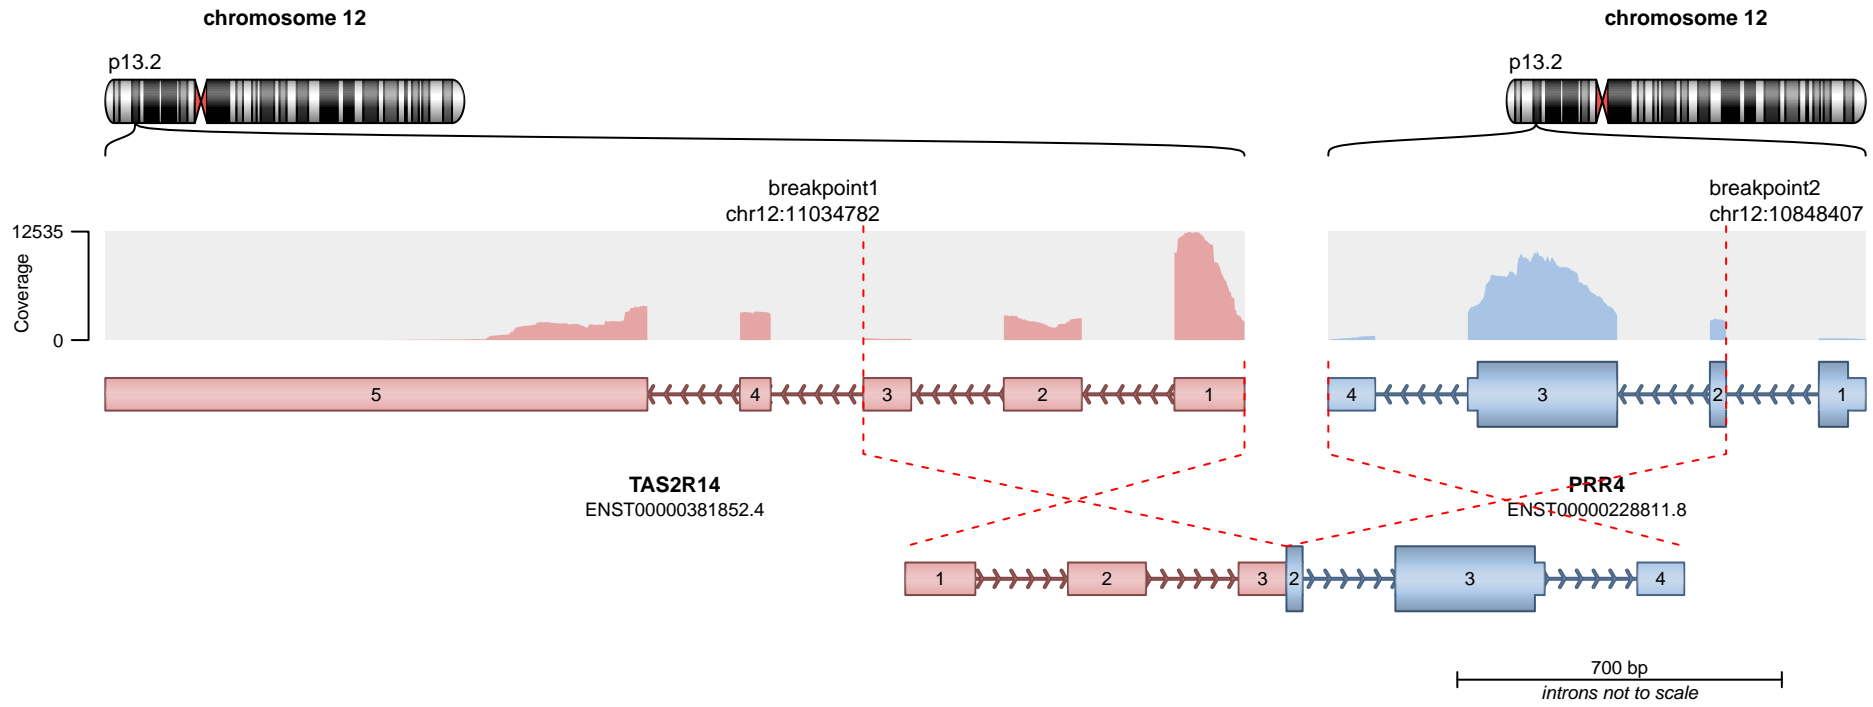 chromosome 12
chromosome 12
p13.2
p13.2
breakpoint1
chr12:11034782
breakpoint2
chr12:10848407
12535
Coverage
0
5 4 3 2 1
4 3 2 1
TAS2R14
ENST00000381852.4
PRR4
ENST00000228811.8
1 2 3 2 3 4
700 bp
introns not to scale